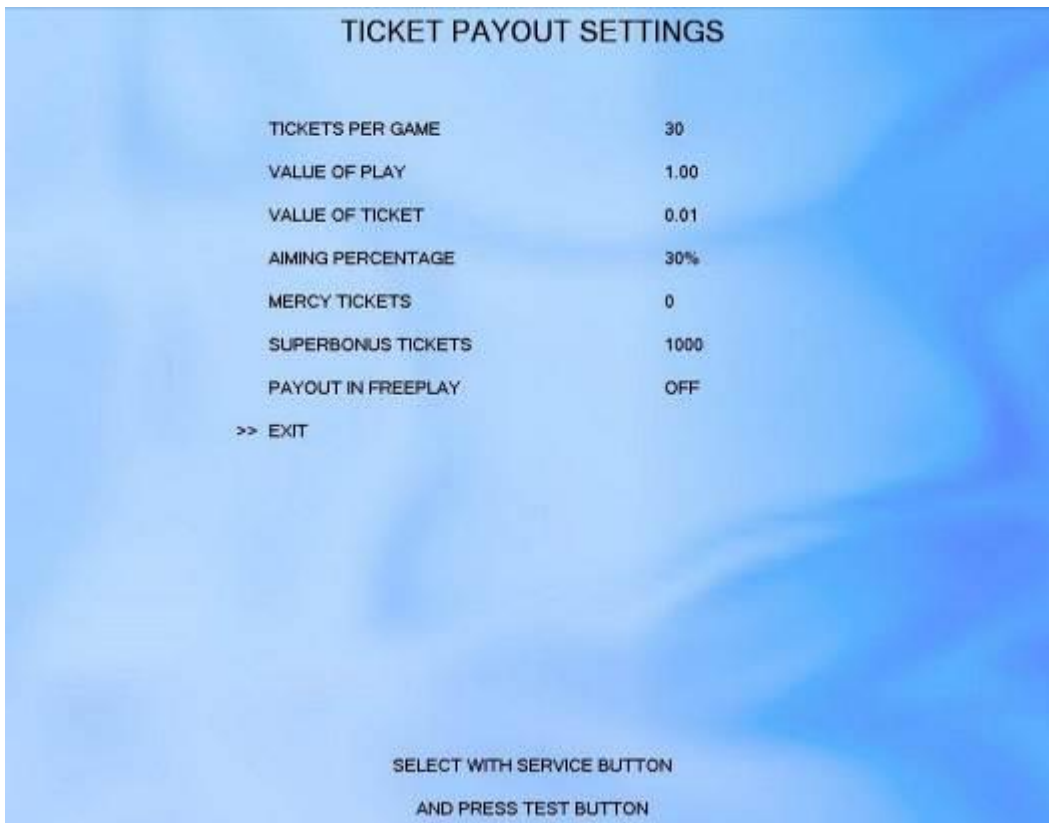 TICKET PAYOUT SETTINGS
TICKETS PER GAME 30
VALUE OF PLAY 1.00
VALUE OF TICKET 0.01
AIMING PERCENTAGE 30%
MERCY TICKETS 0
SUPERBONUS TICKETS 1000
PAYOUT IN FREEPLAY OFF
>> EXIT
SELECT WITH SERVICE BUTTON
AND PRESS TEST BUTTON